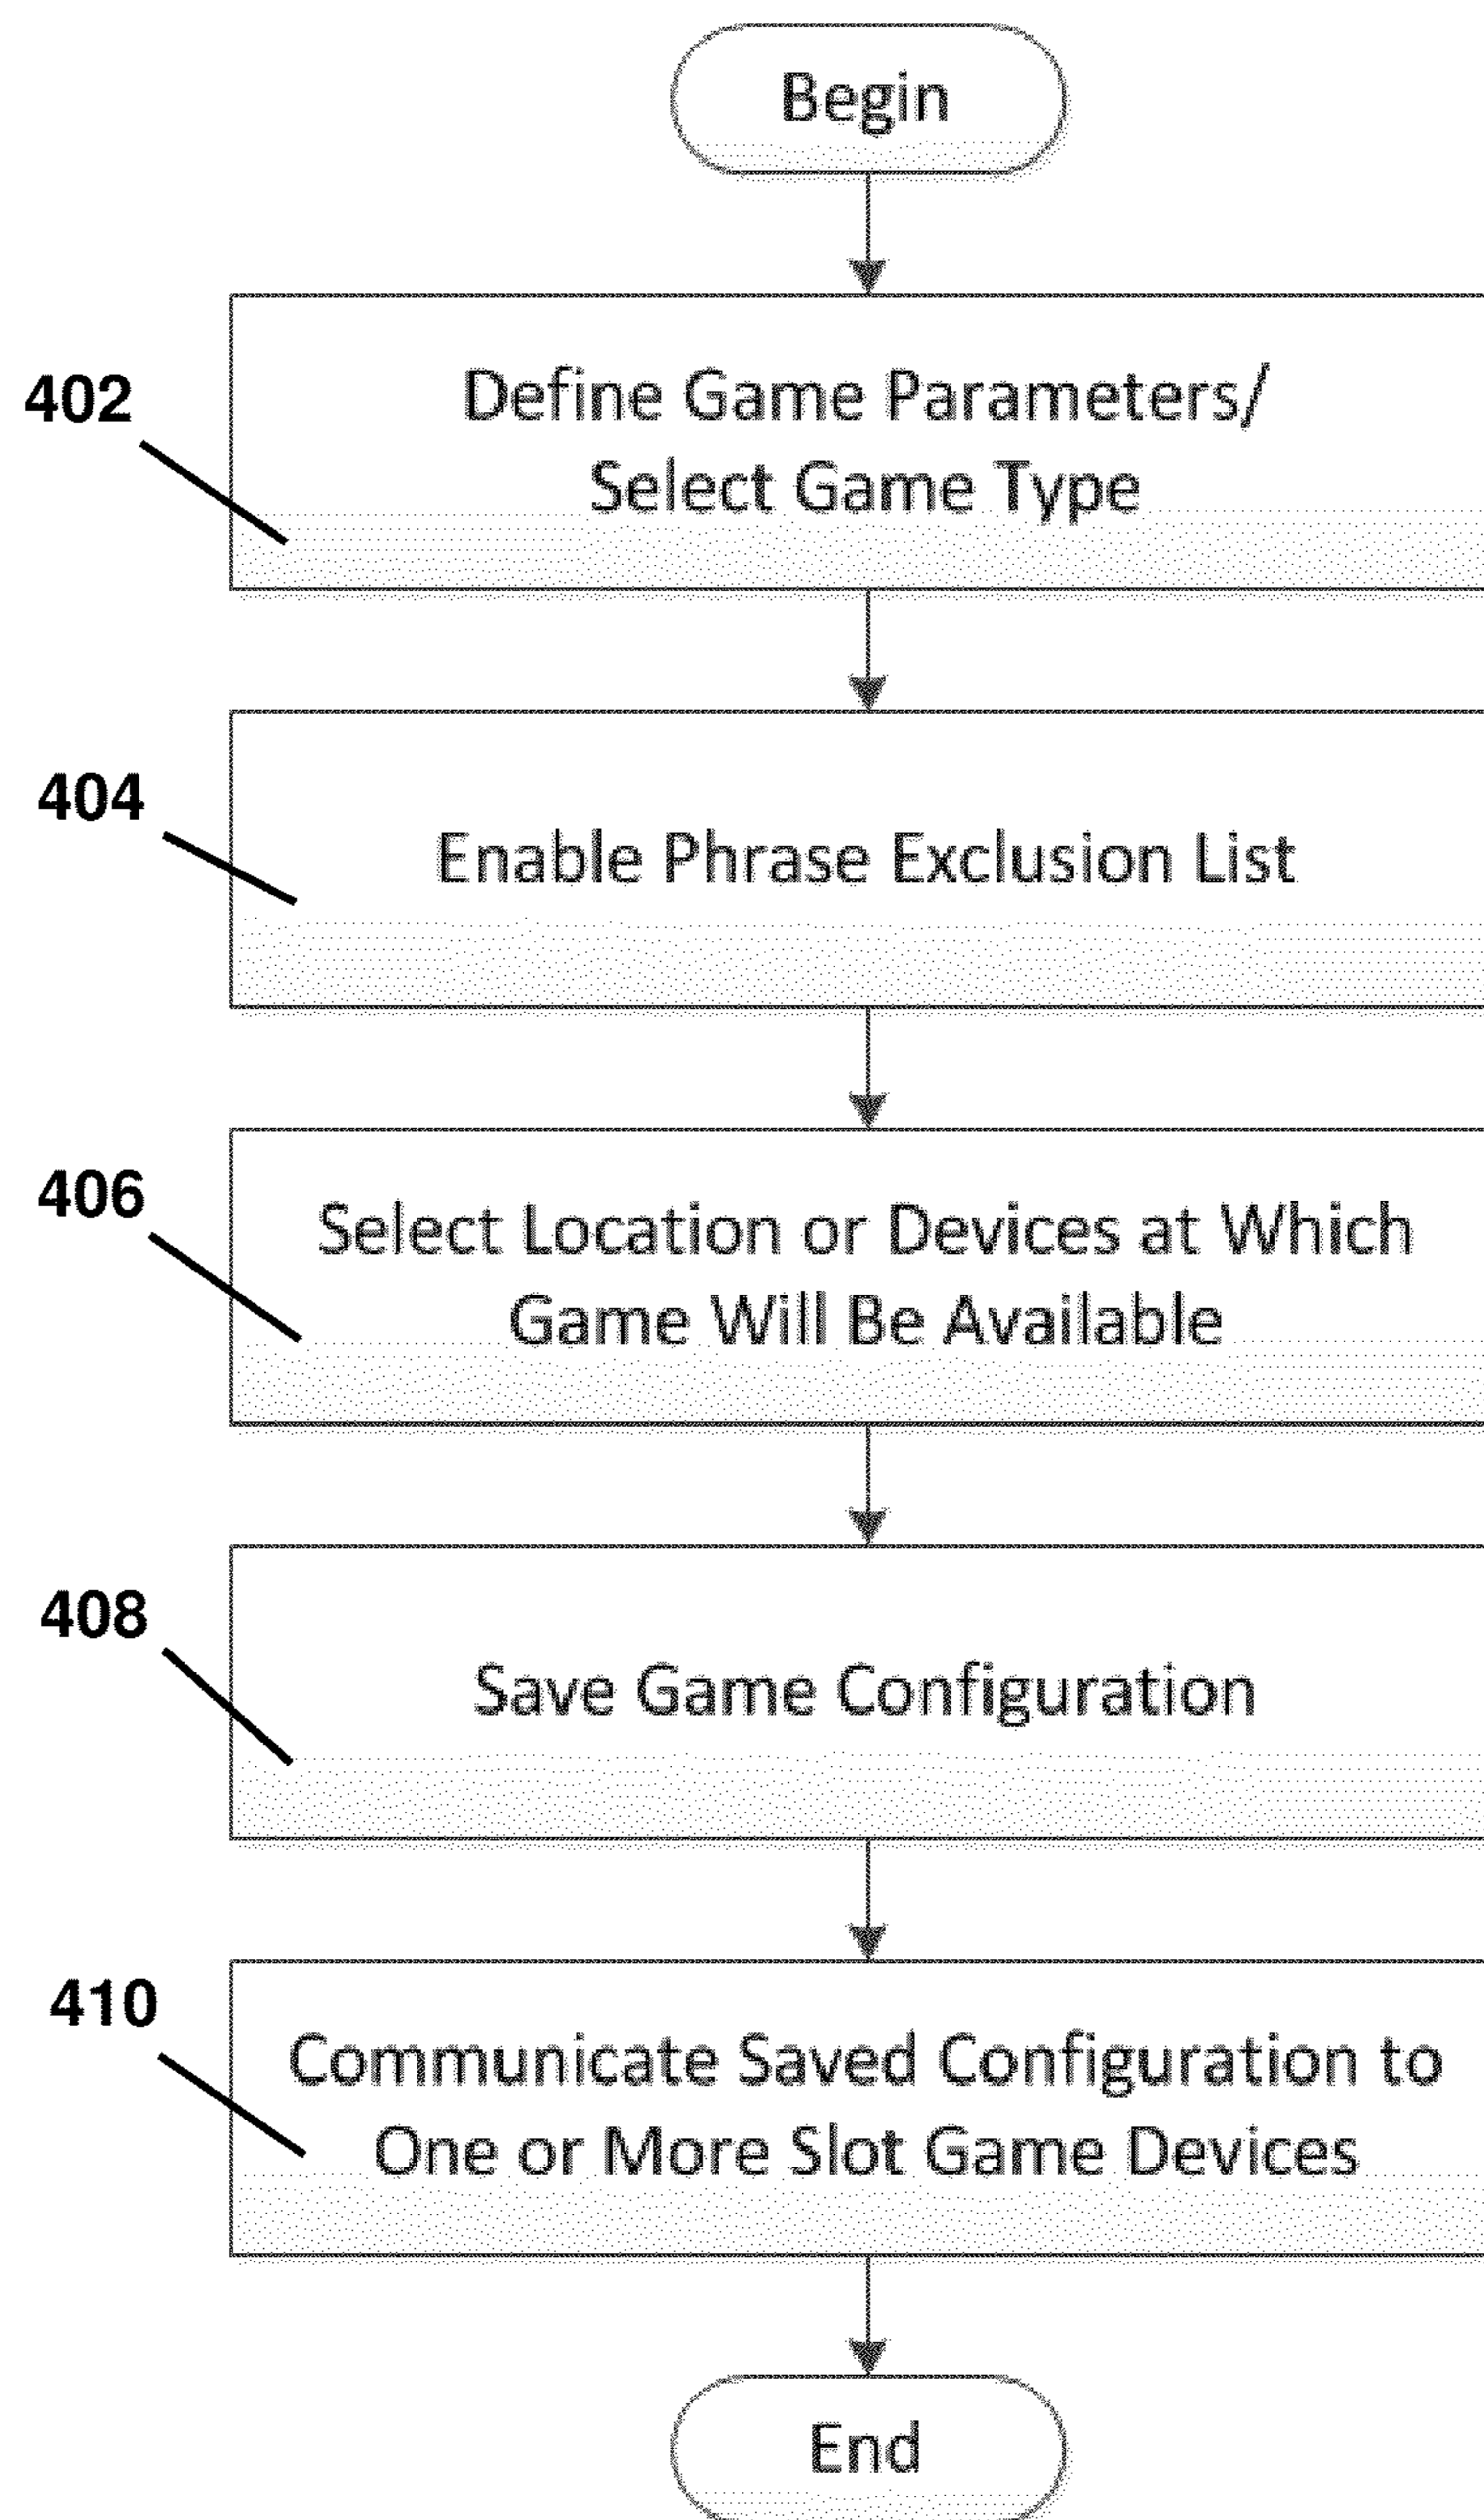 Begin
402
Define Game Parameters/
Select Game Type
404
Enable Phrase Exclusion List
406
Select Location or Devices at Which
Game Will Be Available
408
Save Game Configuration
410
Communicate Saved Configuration to
One or More Slot Game Devices
End